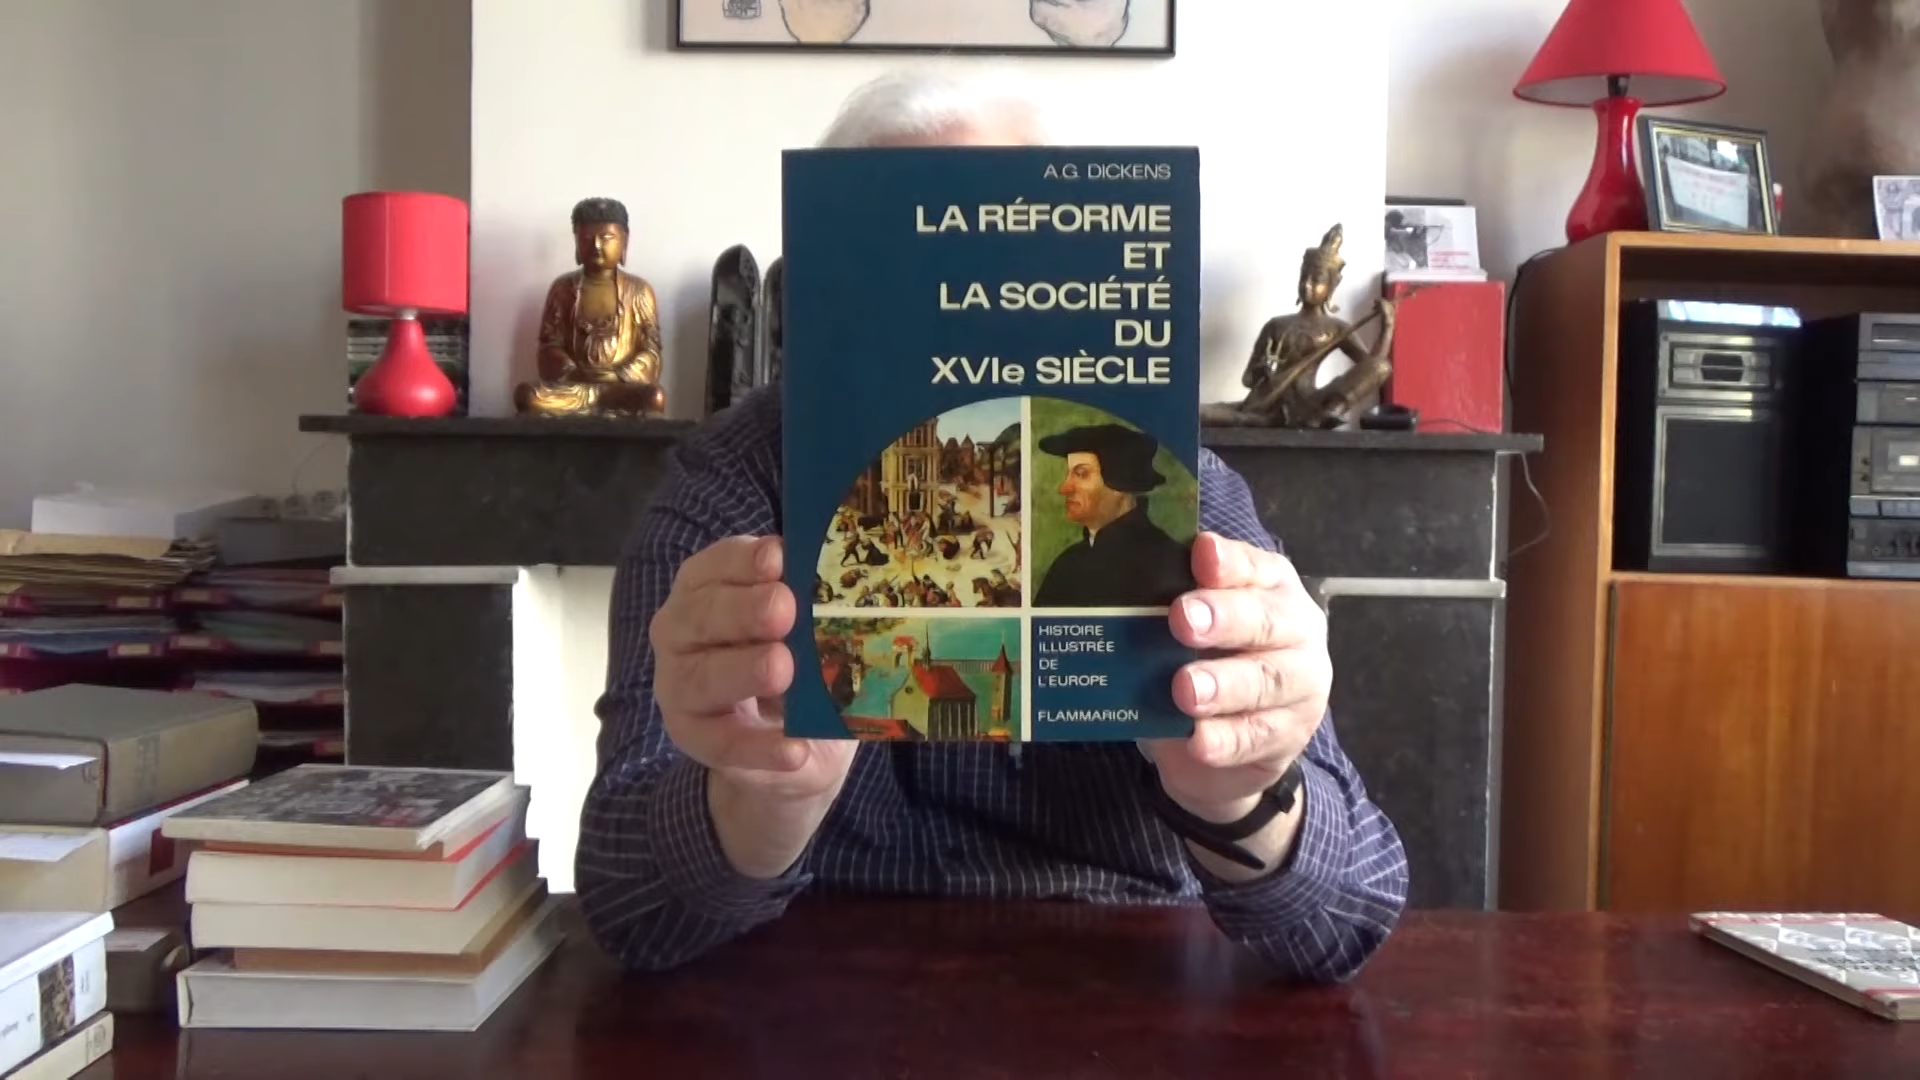 A.G. DICKENS
LA RÉFORME
ET
LA SOCIÉTÉ
DU
XVIe SIÈCLE
HISTOIRE
ILLUSTRÉE
DE
L'EUROPE
FLAMMARION